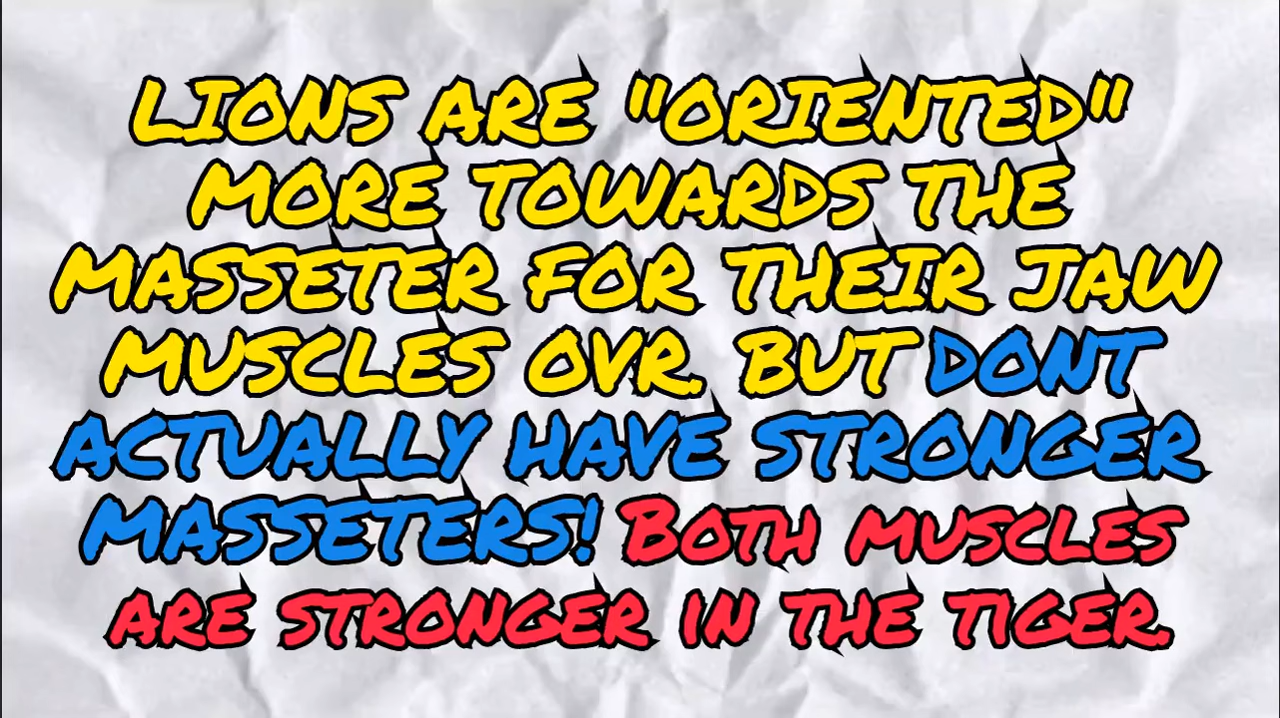 LIONS ARE "ORIENTED"
MORE TOWARDS THE
MASSETER FOR THEIR JAW
MUSCLES OVR. BUT DONT
ACTUALLY HAVE STRONGER
MASSETERS! BOTH MUSCLES
ARE STRONGER IN THE TIGER.